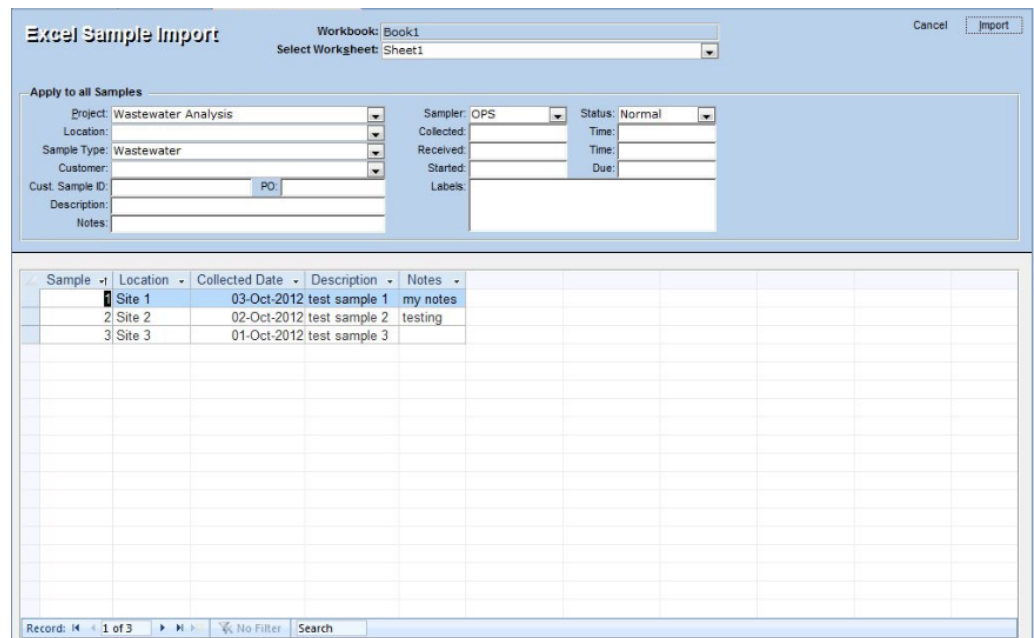 Excel Sample Import
Workbook: Book1
Cancel Import
Select Worksheet: Sheet1
Apply to all Samples
Project: Wastewater Analysis Sampler: OPS Status: Normal
Location: Collected: Time:
Sample Type: Wastewater Received: Time:
Customer: Started: Due:
Cust. Sample ID: PO: Labels:
Description:
Notes:
Sample Location Collected Date Description Notes
1 Site 1 03-Oct-2012 test sample 1 my notes
2 Site 2 02-Oct-2012 test sample 2 testing
3 Site 3 01-Oct-2012 test sample 3
Record: 1 of 3 No Filter Search